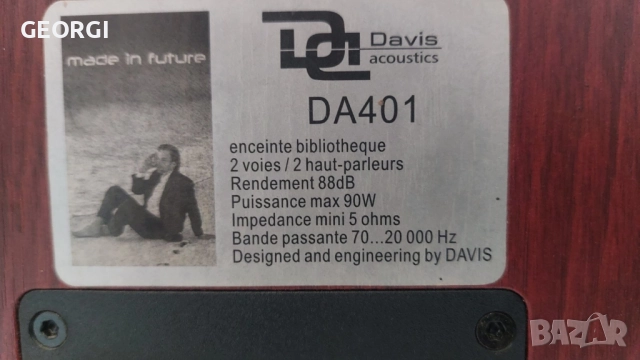 GEORGI
made in future
Davis
acoustics
DA401
enceinte bibliotheque
2 voies / 2 haut-parleurs
Rendement 88dB
Puissance max 90W
Impedance mini 5 ohms
Bande passante 70...20 000 Hz
Designed and engineering by DAVIS
BAZAR